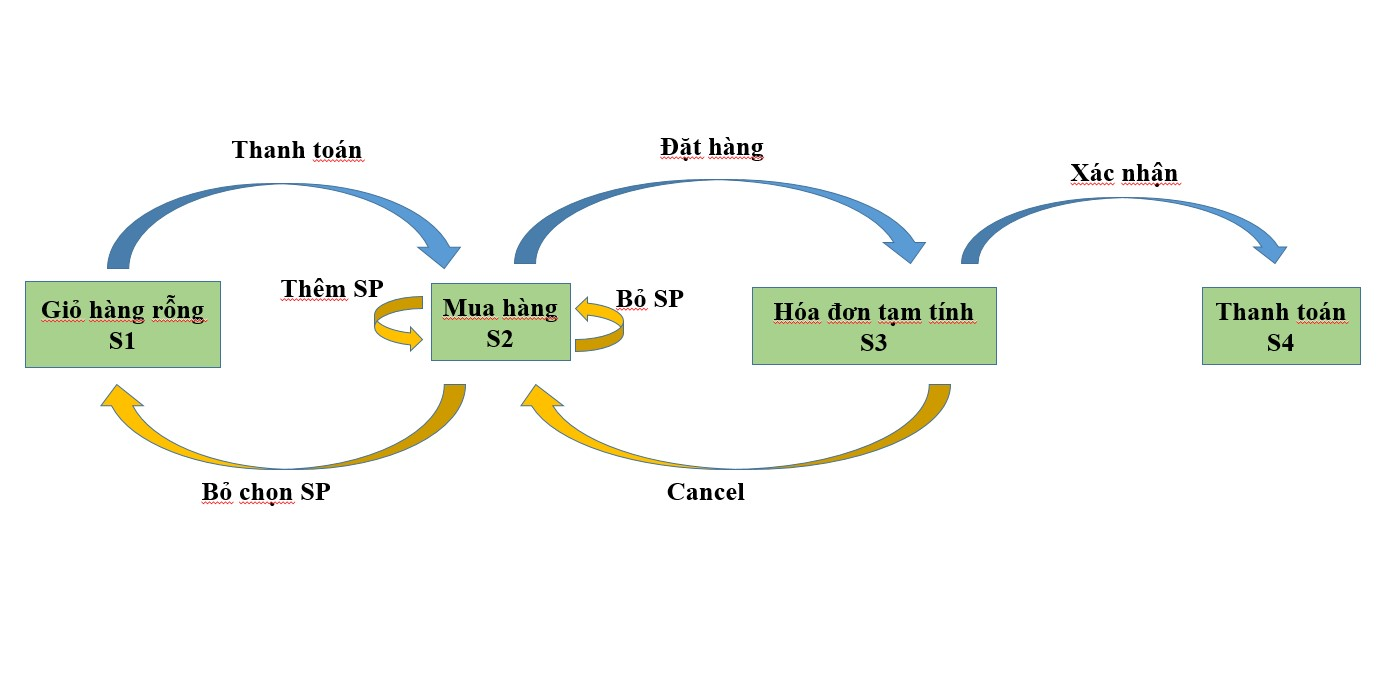 Thanh toán
Đặt hàng
Xác nhận
Thêm SP
Bỏ SP
Giỏ hàng rỗng
S1
Mua hàng
S2
Hóa đơn tạm tính
S3
Thanh toán
S4
Bỏ chọn SP
Cancel